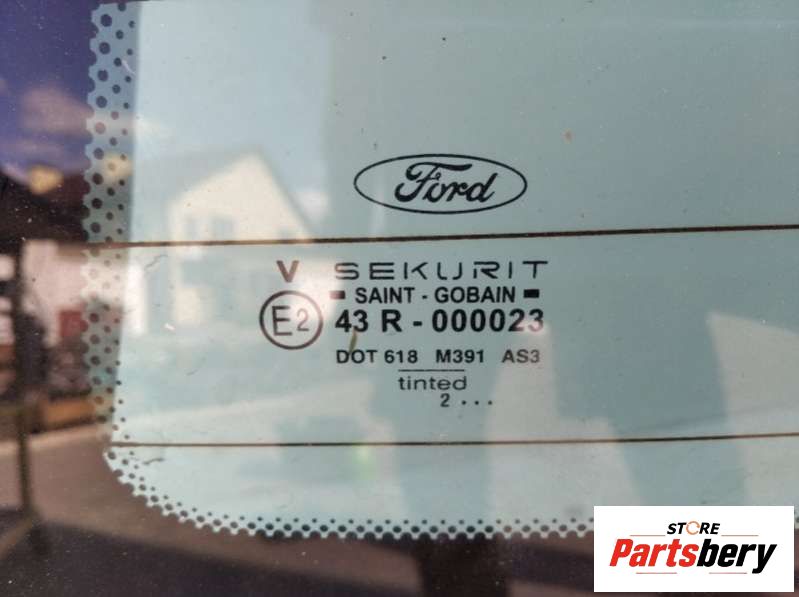 Ford
V SEKURIT
SAINT - GOBAIN
E2 43 R - 000023
DOT 618 M391 AS3
tinted
2 ...
STORE
Partsbery